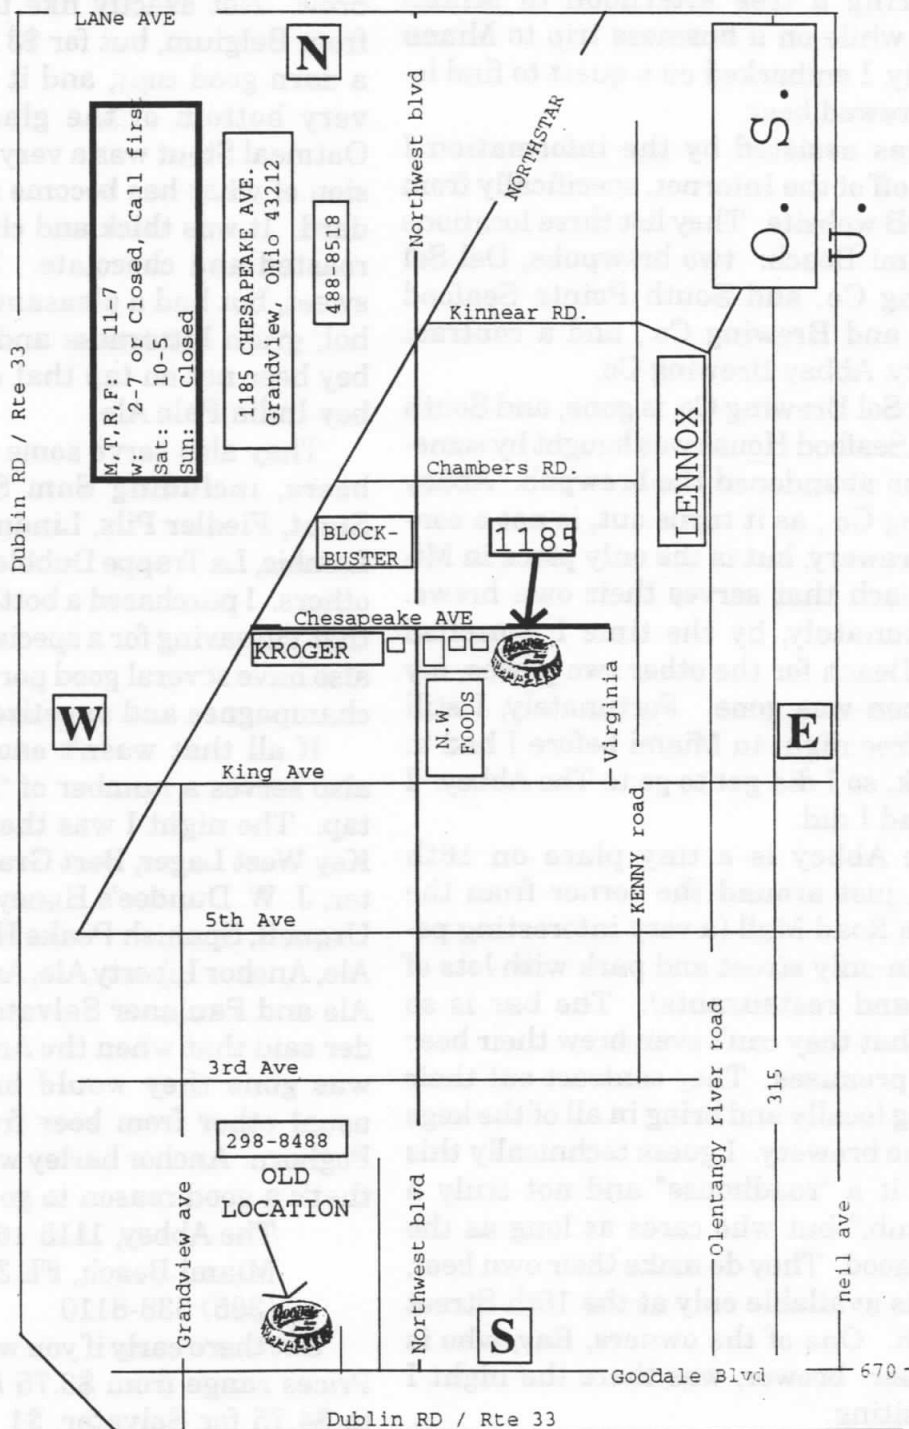 LANe AVE
N
Dublin RD / Rte 33
M.T.R.F: 11-7
W: 2-7 or Closed,Call first
Sat: 10-5
Sun: Closed
1185 CHESAPEAKE AVE.
Grandview, Ohio 43212
488-8518
Northwest blvd
NORTHSTAR
O. S.
U.
Kinnear RD.
LENNOX
Chambers RD.
BLOCK-
BUSTER
1185
Chesapeake AVE
KROGER
N.W.
FOODS
Virginia
W
E
King Ave
KENNY road
5th Ave
3rd Ave
298-8488
OLD
LOCATION
Grandview ave
Northwest blvd
Olentangy river road
315
neil ave
S
Goodale Blvd
670
Dublin RD / Rte 33